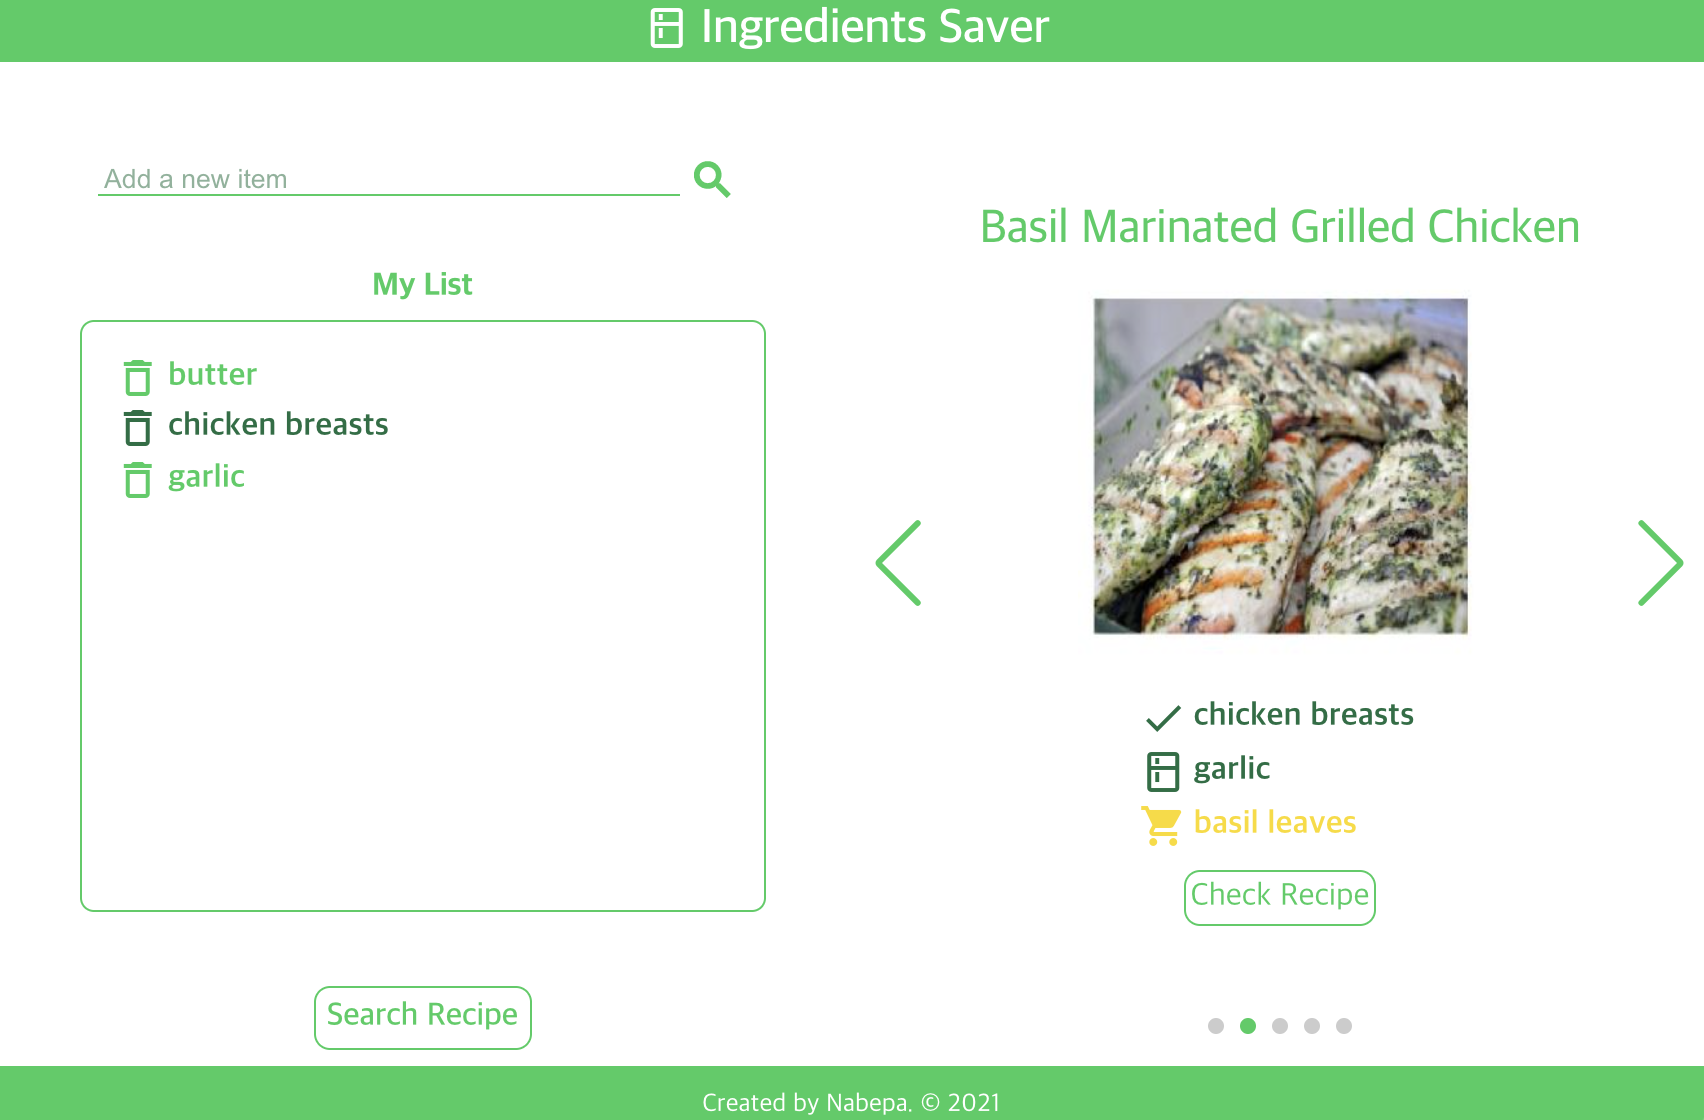 Ingredients Saver
Add a new item
My List
butter
chicken breasts
garlic
Search Recipe
Basil Marinated Grilled Chicken
chicken breasts
garlic
basil leaves
Check Recipe
Created by Nabepa. © 2021